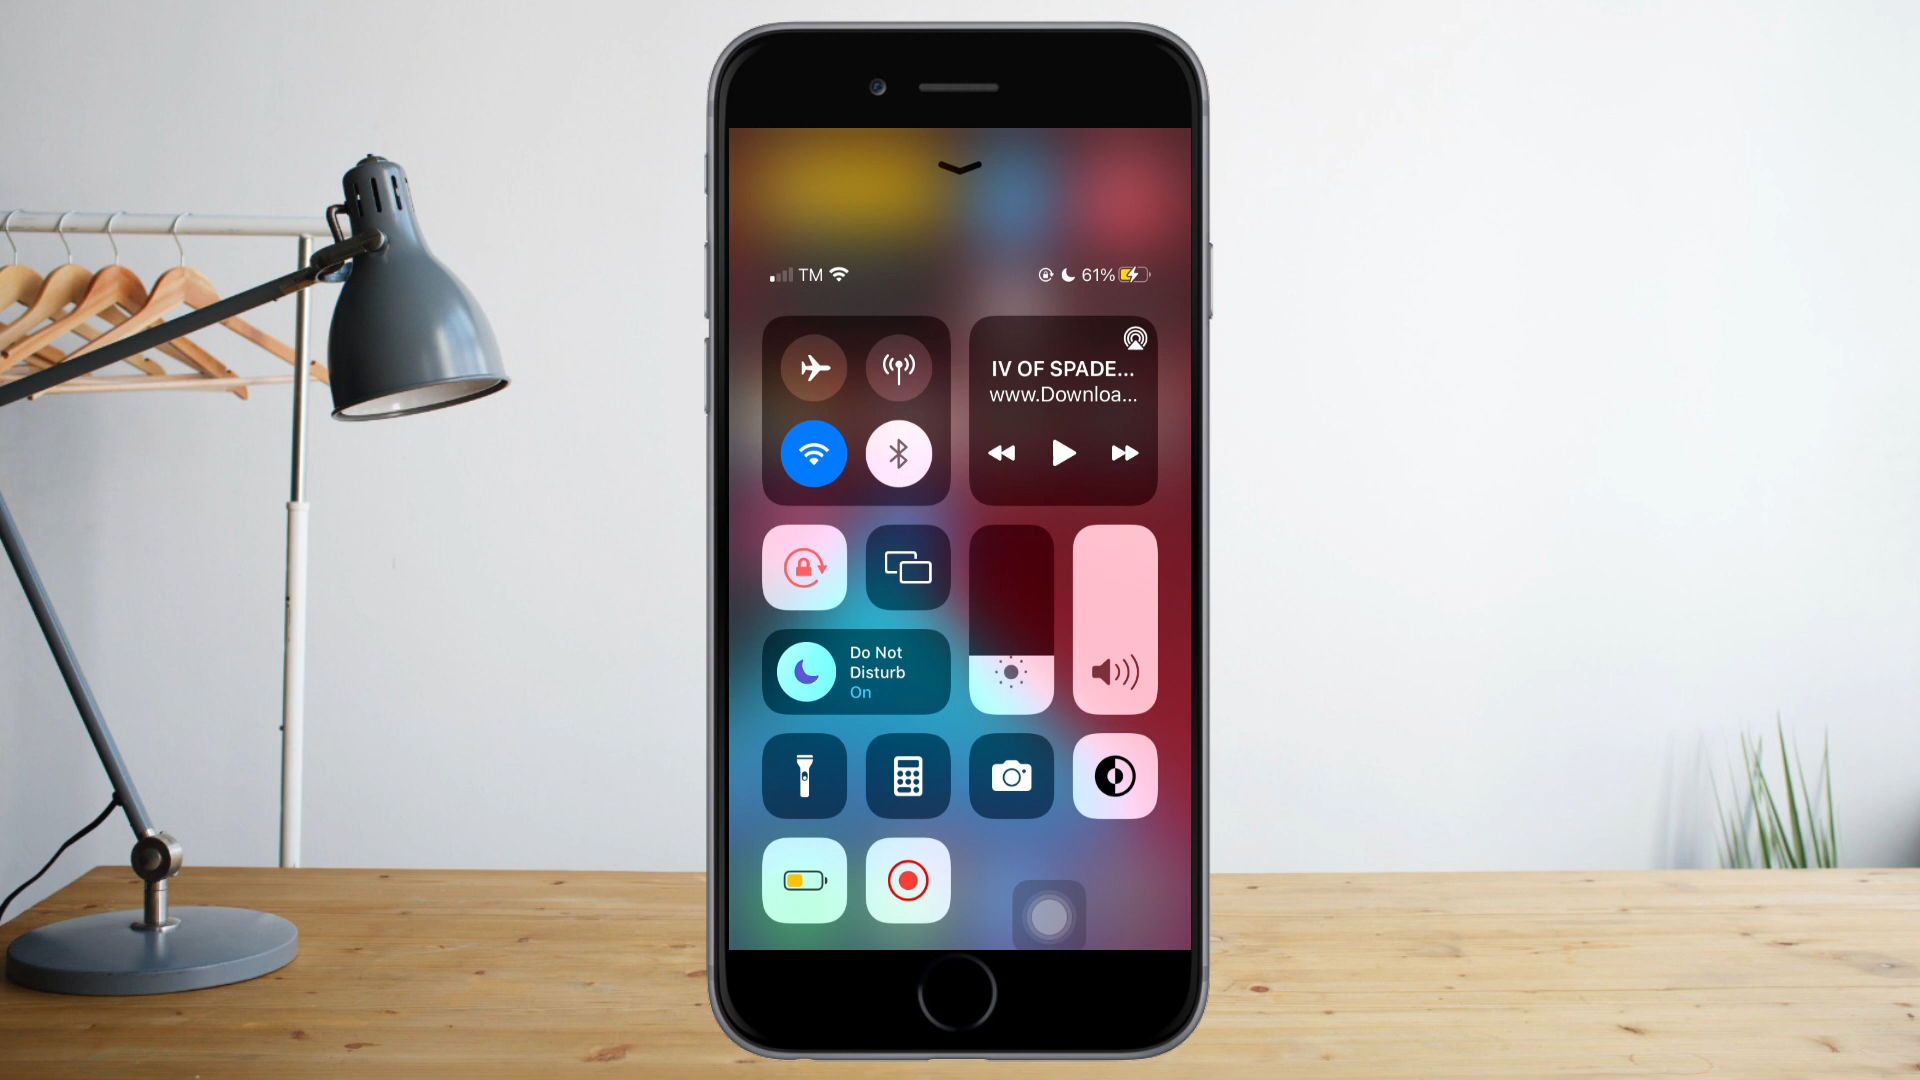 TM
61%
IV OF SPADE...
www.Downloa...
Do Not
Disturb
On